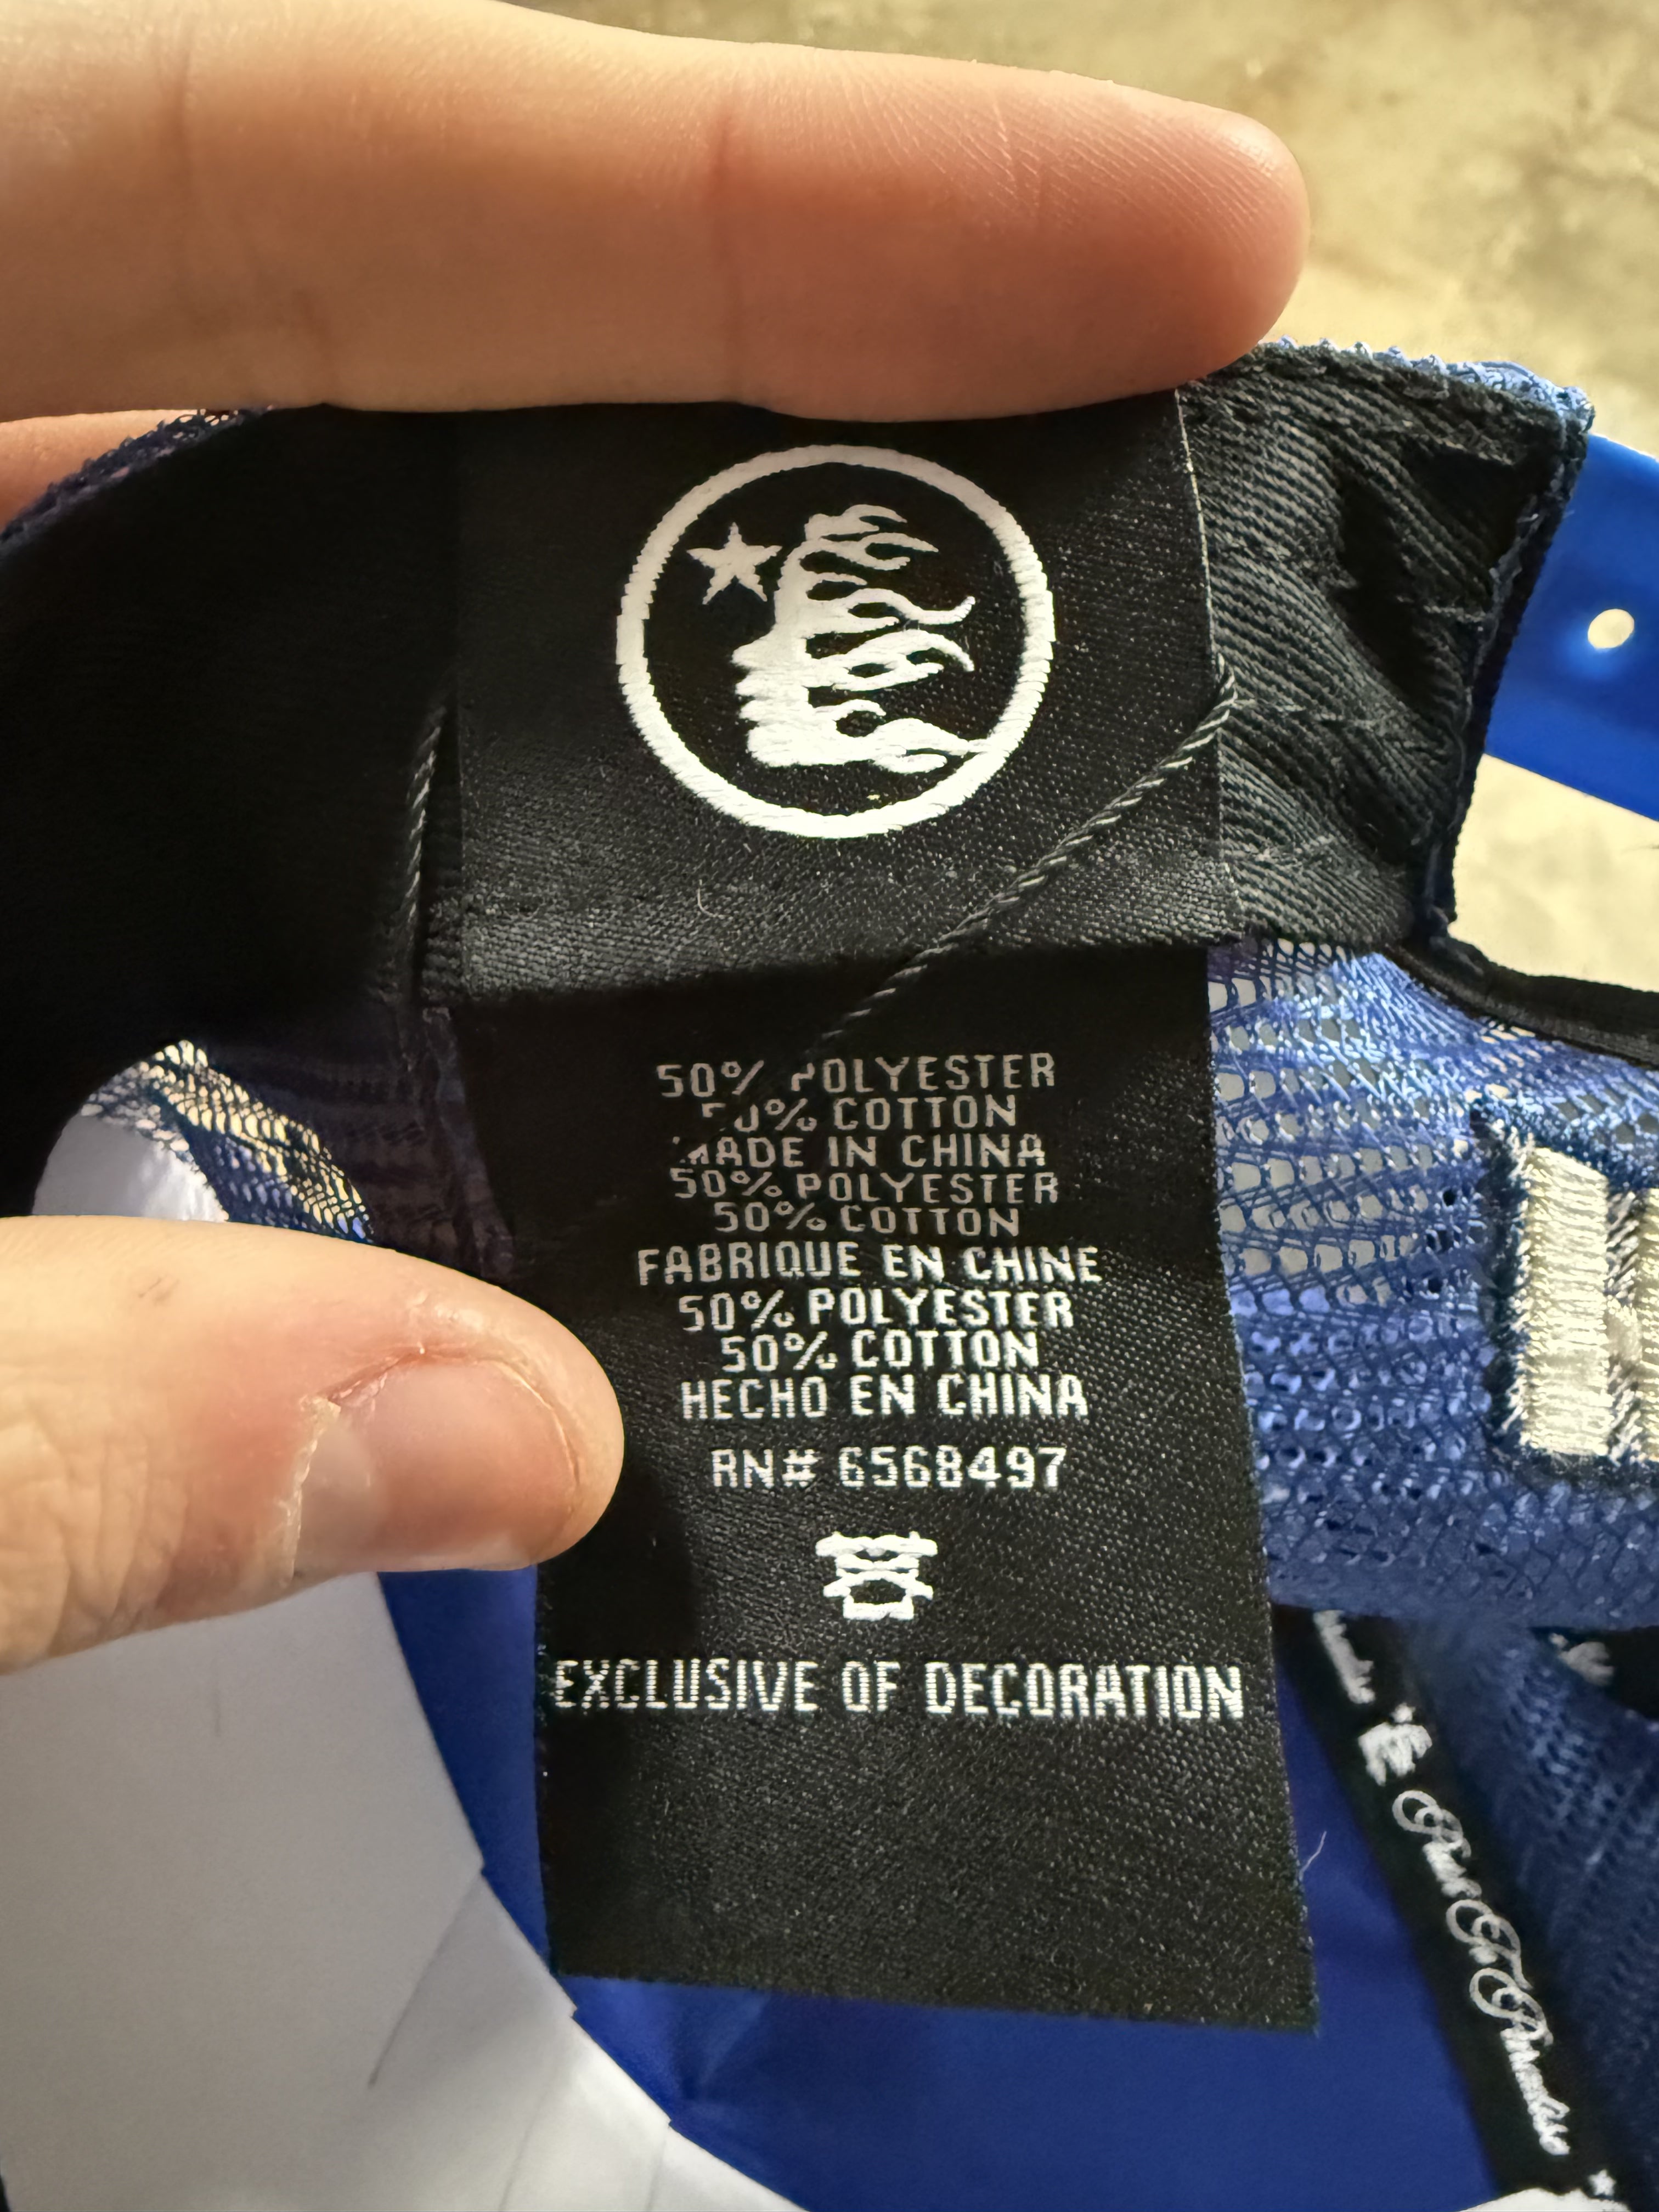 50% POLYESTER
50% COTTON
MADE IN CHINA
50% POLYESTER
50% COTTON
FABRIQUE EN CHINE
50% POLYESTER
50% COTTON
HECHO EN CHINA
RN# 6568497
EXCLUSIVE OF DECORATION